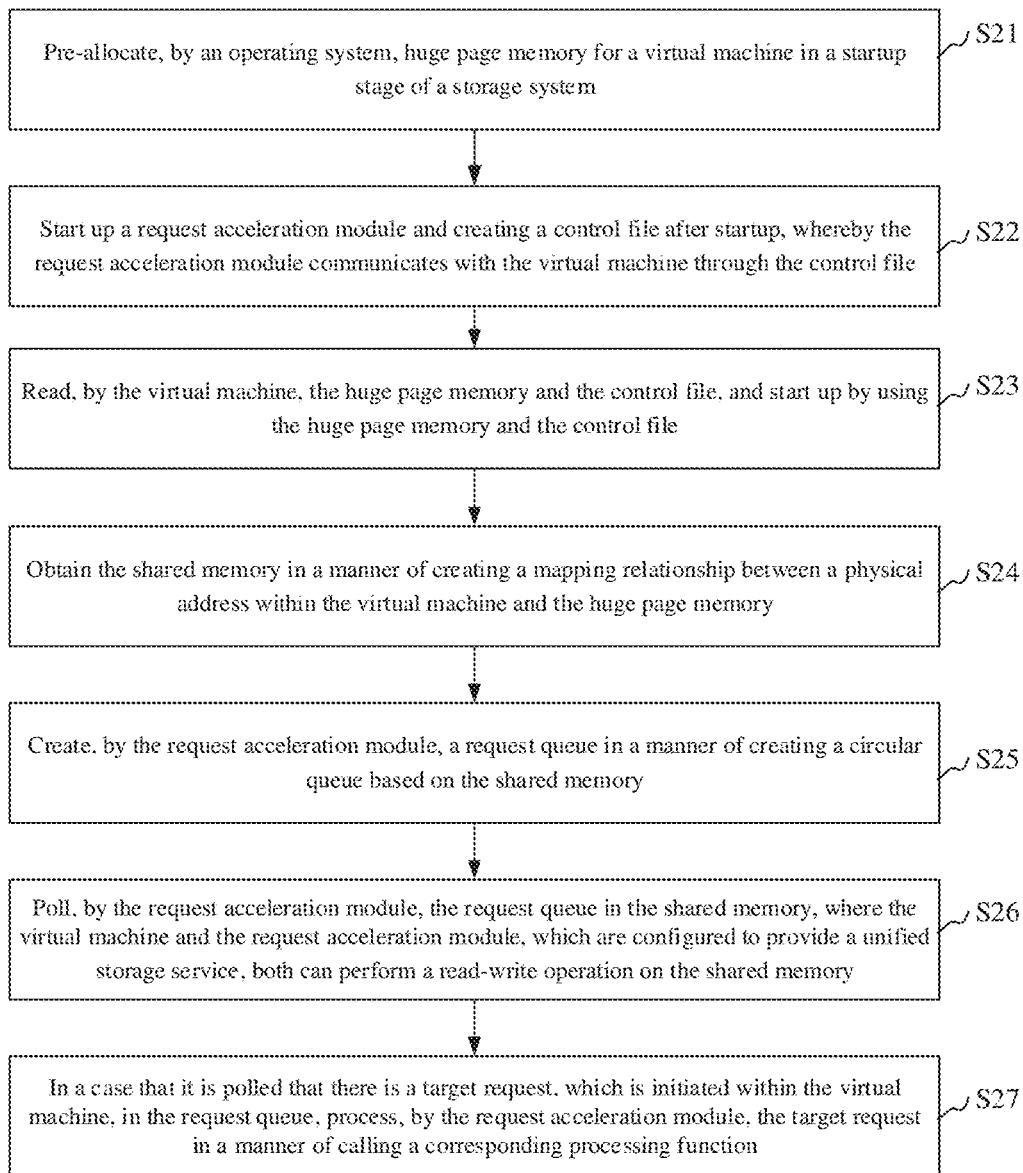 Pre-allocate, by an operating system, huge page memory for a virtual machine in a startup
stage of a storage system
S21
Start up a request acceleration module and creating a control file after startup, whereby the
request acceleration module communicates with the virtual machine through the control file
S22
Read, by the virtual machine, the huge page memory and the control file, and start up by using
the huge page memory and the control file
S23
Obtain the shared memory in a manner of creating a mapping relationship between a physical
address within the virtual machine and the huge page memory
S24
Create, by the request acceleration module, a request queue in a manner of creating a circular
queue based on the shared memory
S25
Poll, by the request acceleration module, the request queue in the shared memory, where the
virtual machine and the request acceleration module, which are configured to provide a unified
storage service, both can perform a read-write operation on the shared memory
S26
In a case that it is polled that there is a target request, which is initiated within the virtual
machine, in the request queue, process, by the request acceleration module, the target request
in a manner of calling a corresponding processing function
S27